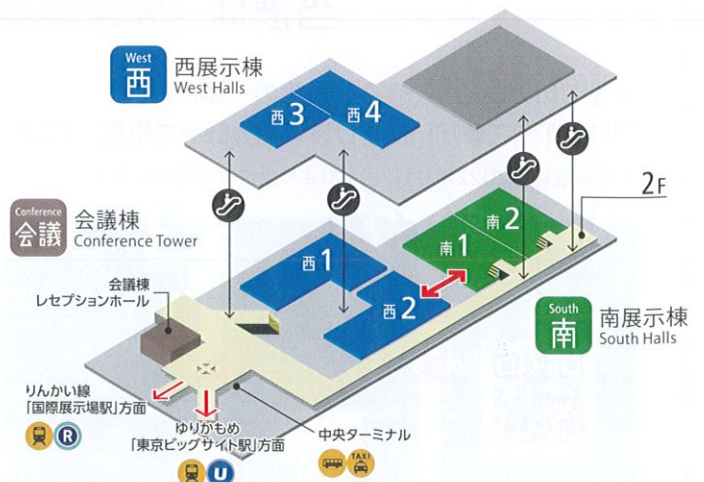 West
西
西展示棟
West Halls
西3
西4
Conference
会議
会議棟
Conference Tower
2F
南2
南1
西1
西2
会議棟
レセプションホール
South
南
南展示棟
South Halls
りんかい線
「国際展示場駅」方面
R
ゆりかもめ
「東京ビッグサイト駅」方面
U
中央ターミナル
TAXI